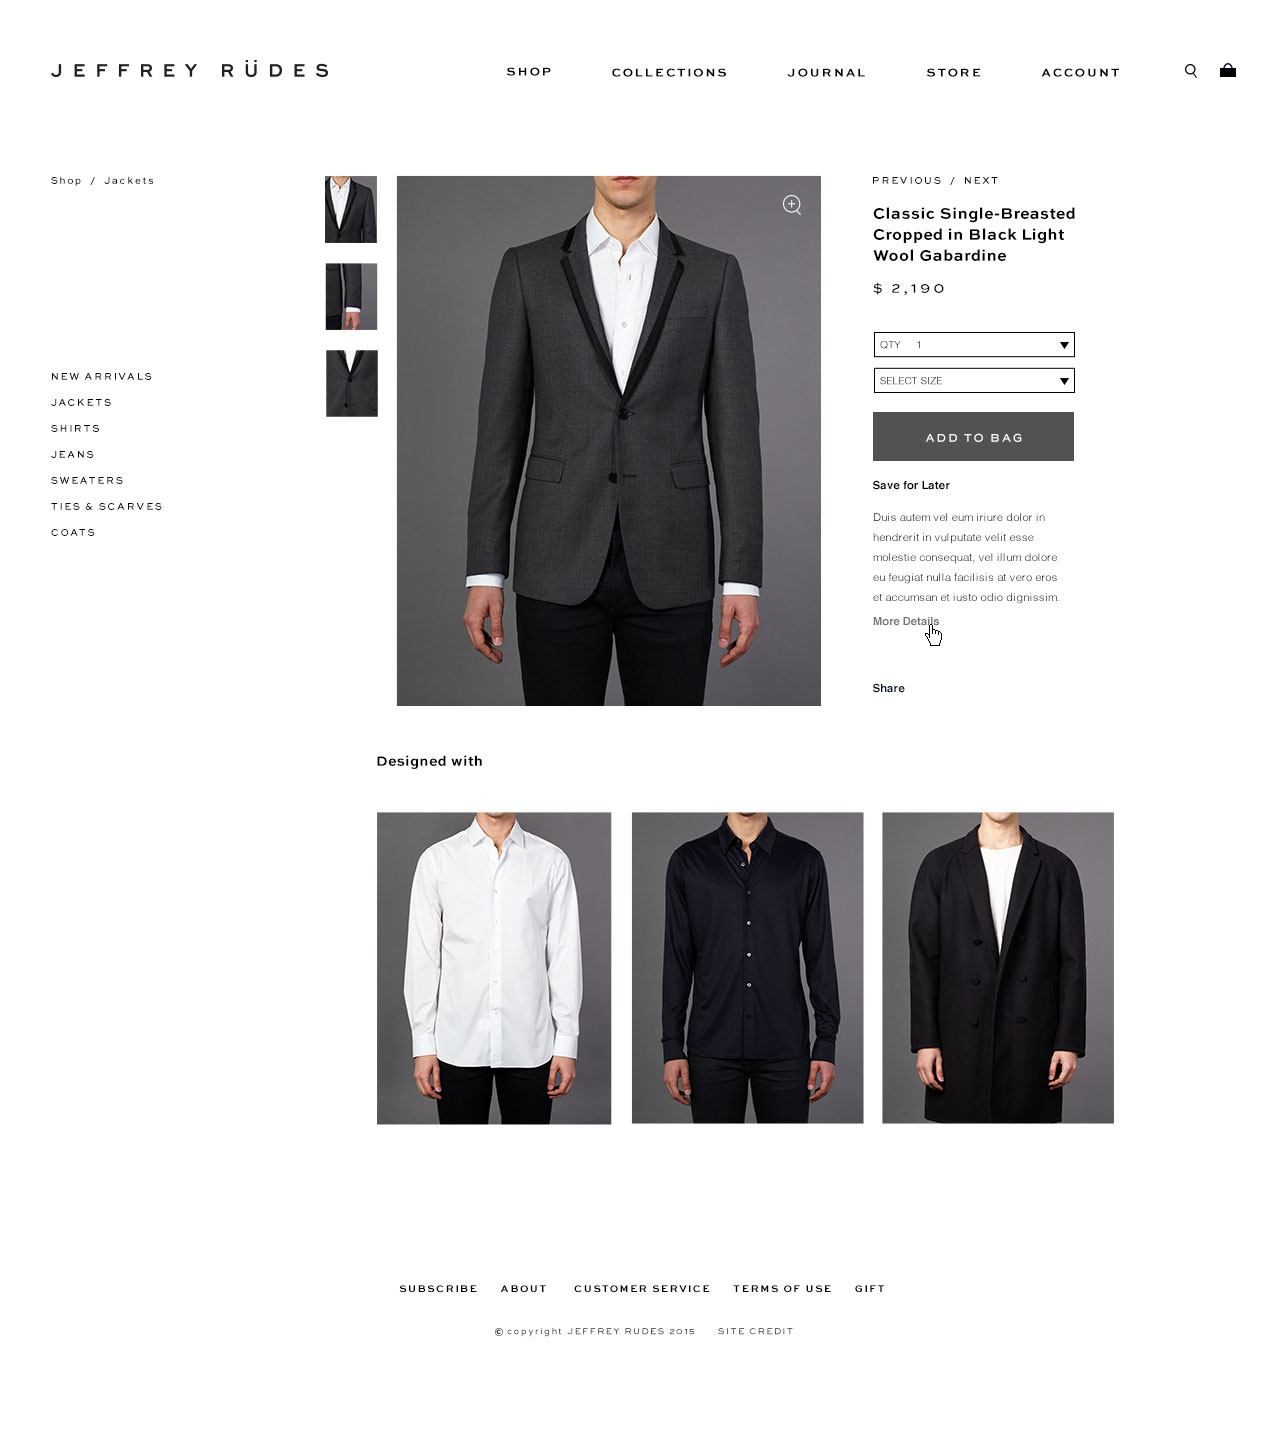 JEFFREY RÜDES
SHOP COLLECTIONS JOURNAL STORE ACCOUNT
Shop / Jackets
NEW ARRIVALS
JACKETS
SHIRTS
JEANS
SWEATERS
TIES & SCARVES
COATS
PREVIOUS / NEXT
Classic Single-Breasted
Cropped in Black Light
Wool Gabardine
$ 2,190
QTY 1
SELECT SIZE
ADD TO BAG
Save for Later
Duis autem vel eum iriure dolor in
hendrerit in vulputate velit esse
molestie consequat, vel illum dolore
eu feugiat nulla facilisis at vero eros
et accumsan et iusto odio dignissim.
More Details
Share
Designed with
SUBSCRIBE ABOUT CUSTOMER SERVICE TERMS OF USE GIFT
© copyright JEFFREY RUDES 2015 SITE CREDIT